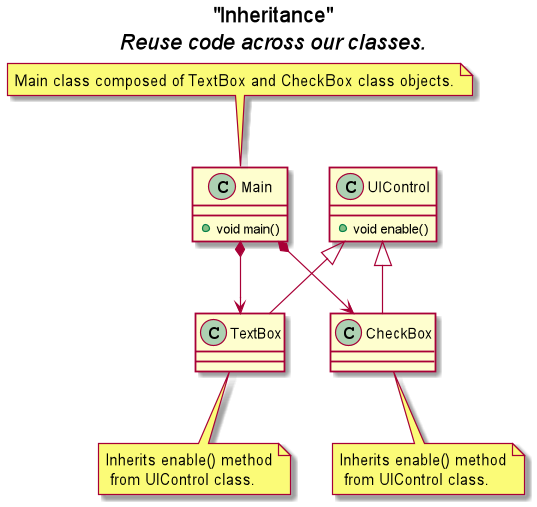 "Inheritance"
Reuse code across our classes.
Main class composed of TextBox and CheckBox class objects.
C Main
void main()
C UIControl
void enable()
C TextBox
C CheckBox
Inherits enable() method
from UIControl class.
Inherits enable() method
from UIControl class.